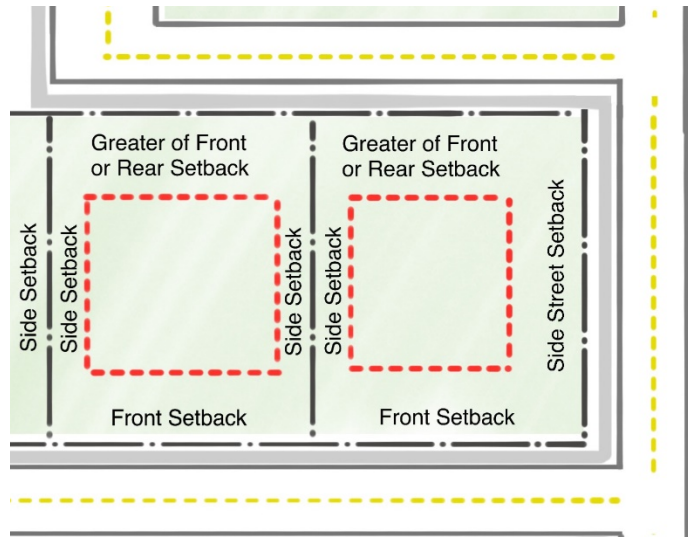 Greater of Front
or Rear Setback
Greater of Front
or Rear Setback
Side Setback
Side Setback
Side Setback
Side Setback
Side Street Setback
Front Setback
Front Setback